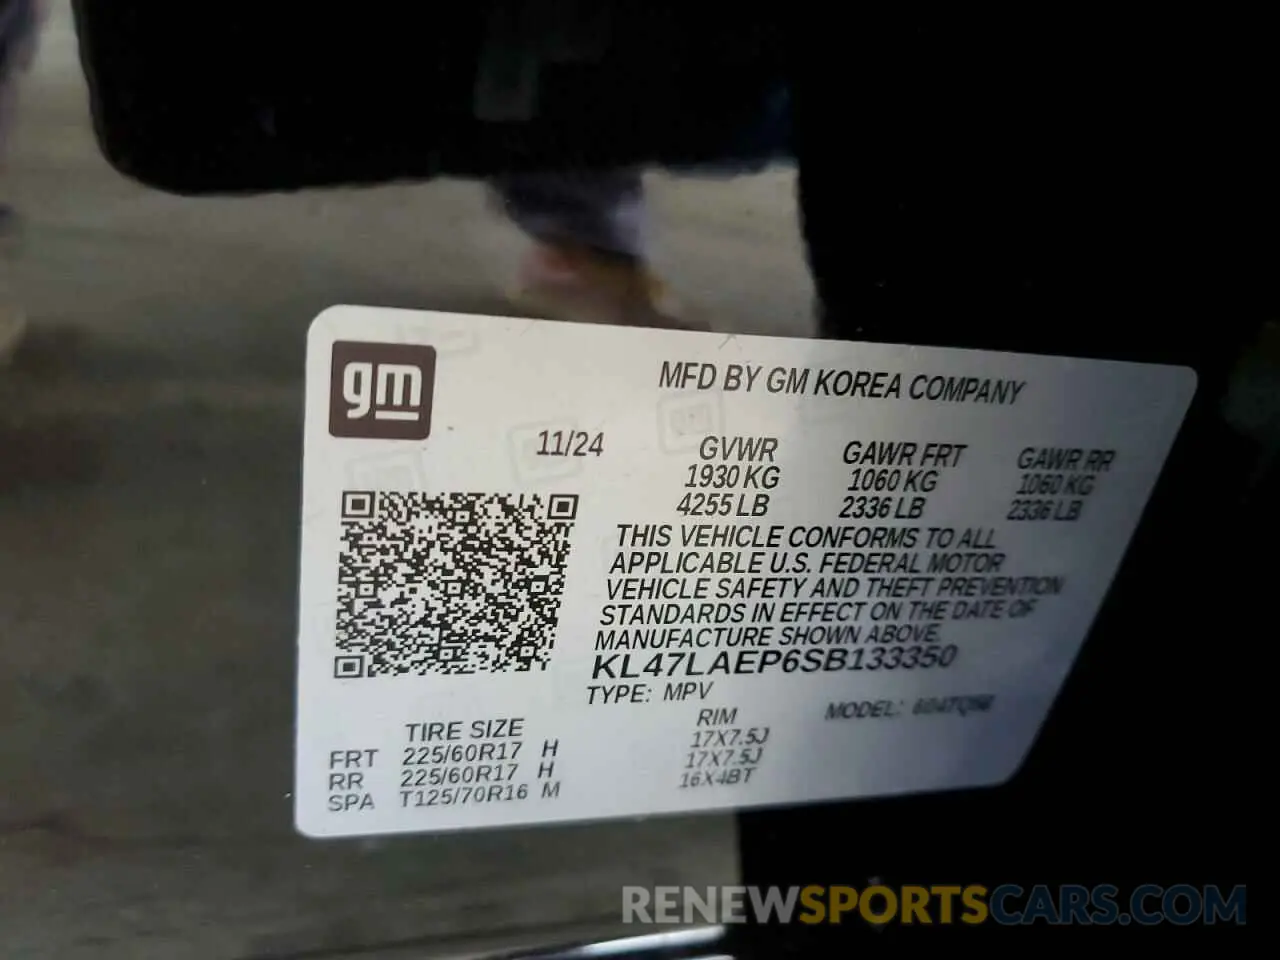 gm
MFD BY GM KOREA COMPANY
11/24
GVWR GAWR FRT GAWR RR
1930 KG 1060 KG 1060 KG
4255 LB 2336 LB 2336 LB
THIS VEHICLE CONFORMS TO ALL
APPLICABLE U.S. FEDERAL MOTOR
VEHICLE SAFETY AND THEFT PREVENTION
STANDARDS IN EFFECT ON THE DATE OF
MANUFACTURE SHOWN ABOVE.
KL47LAEP6SB133350
TYPE: MPV
MODEL:
TIRE SIZE RIM
FRT 225/60R17 H 17X7.5J
RR 225/60R17 H 17X7.5J
SPA T125/70R16 M 16X4BT
RENEWSPORTSCARS.COM